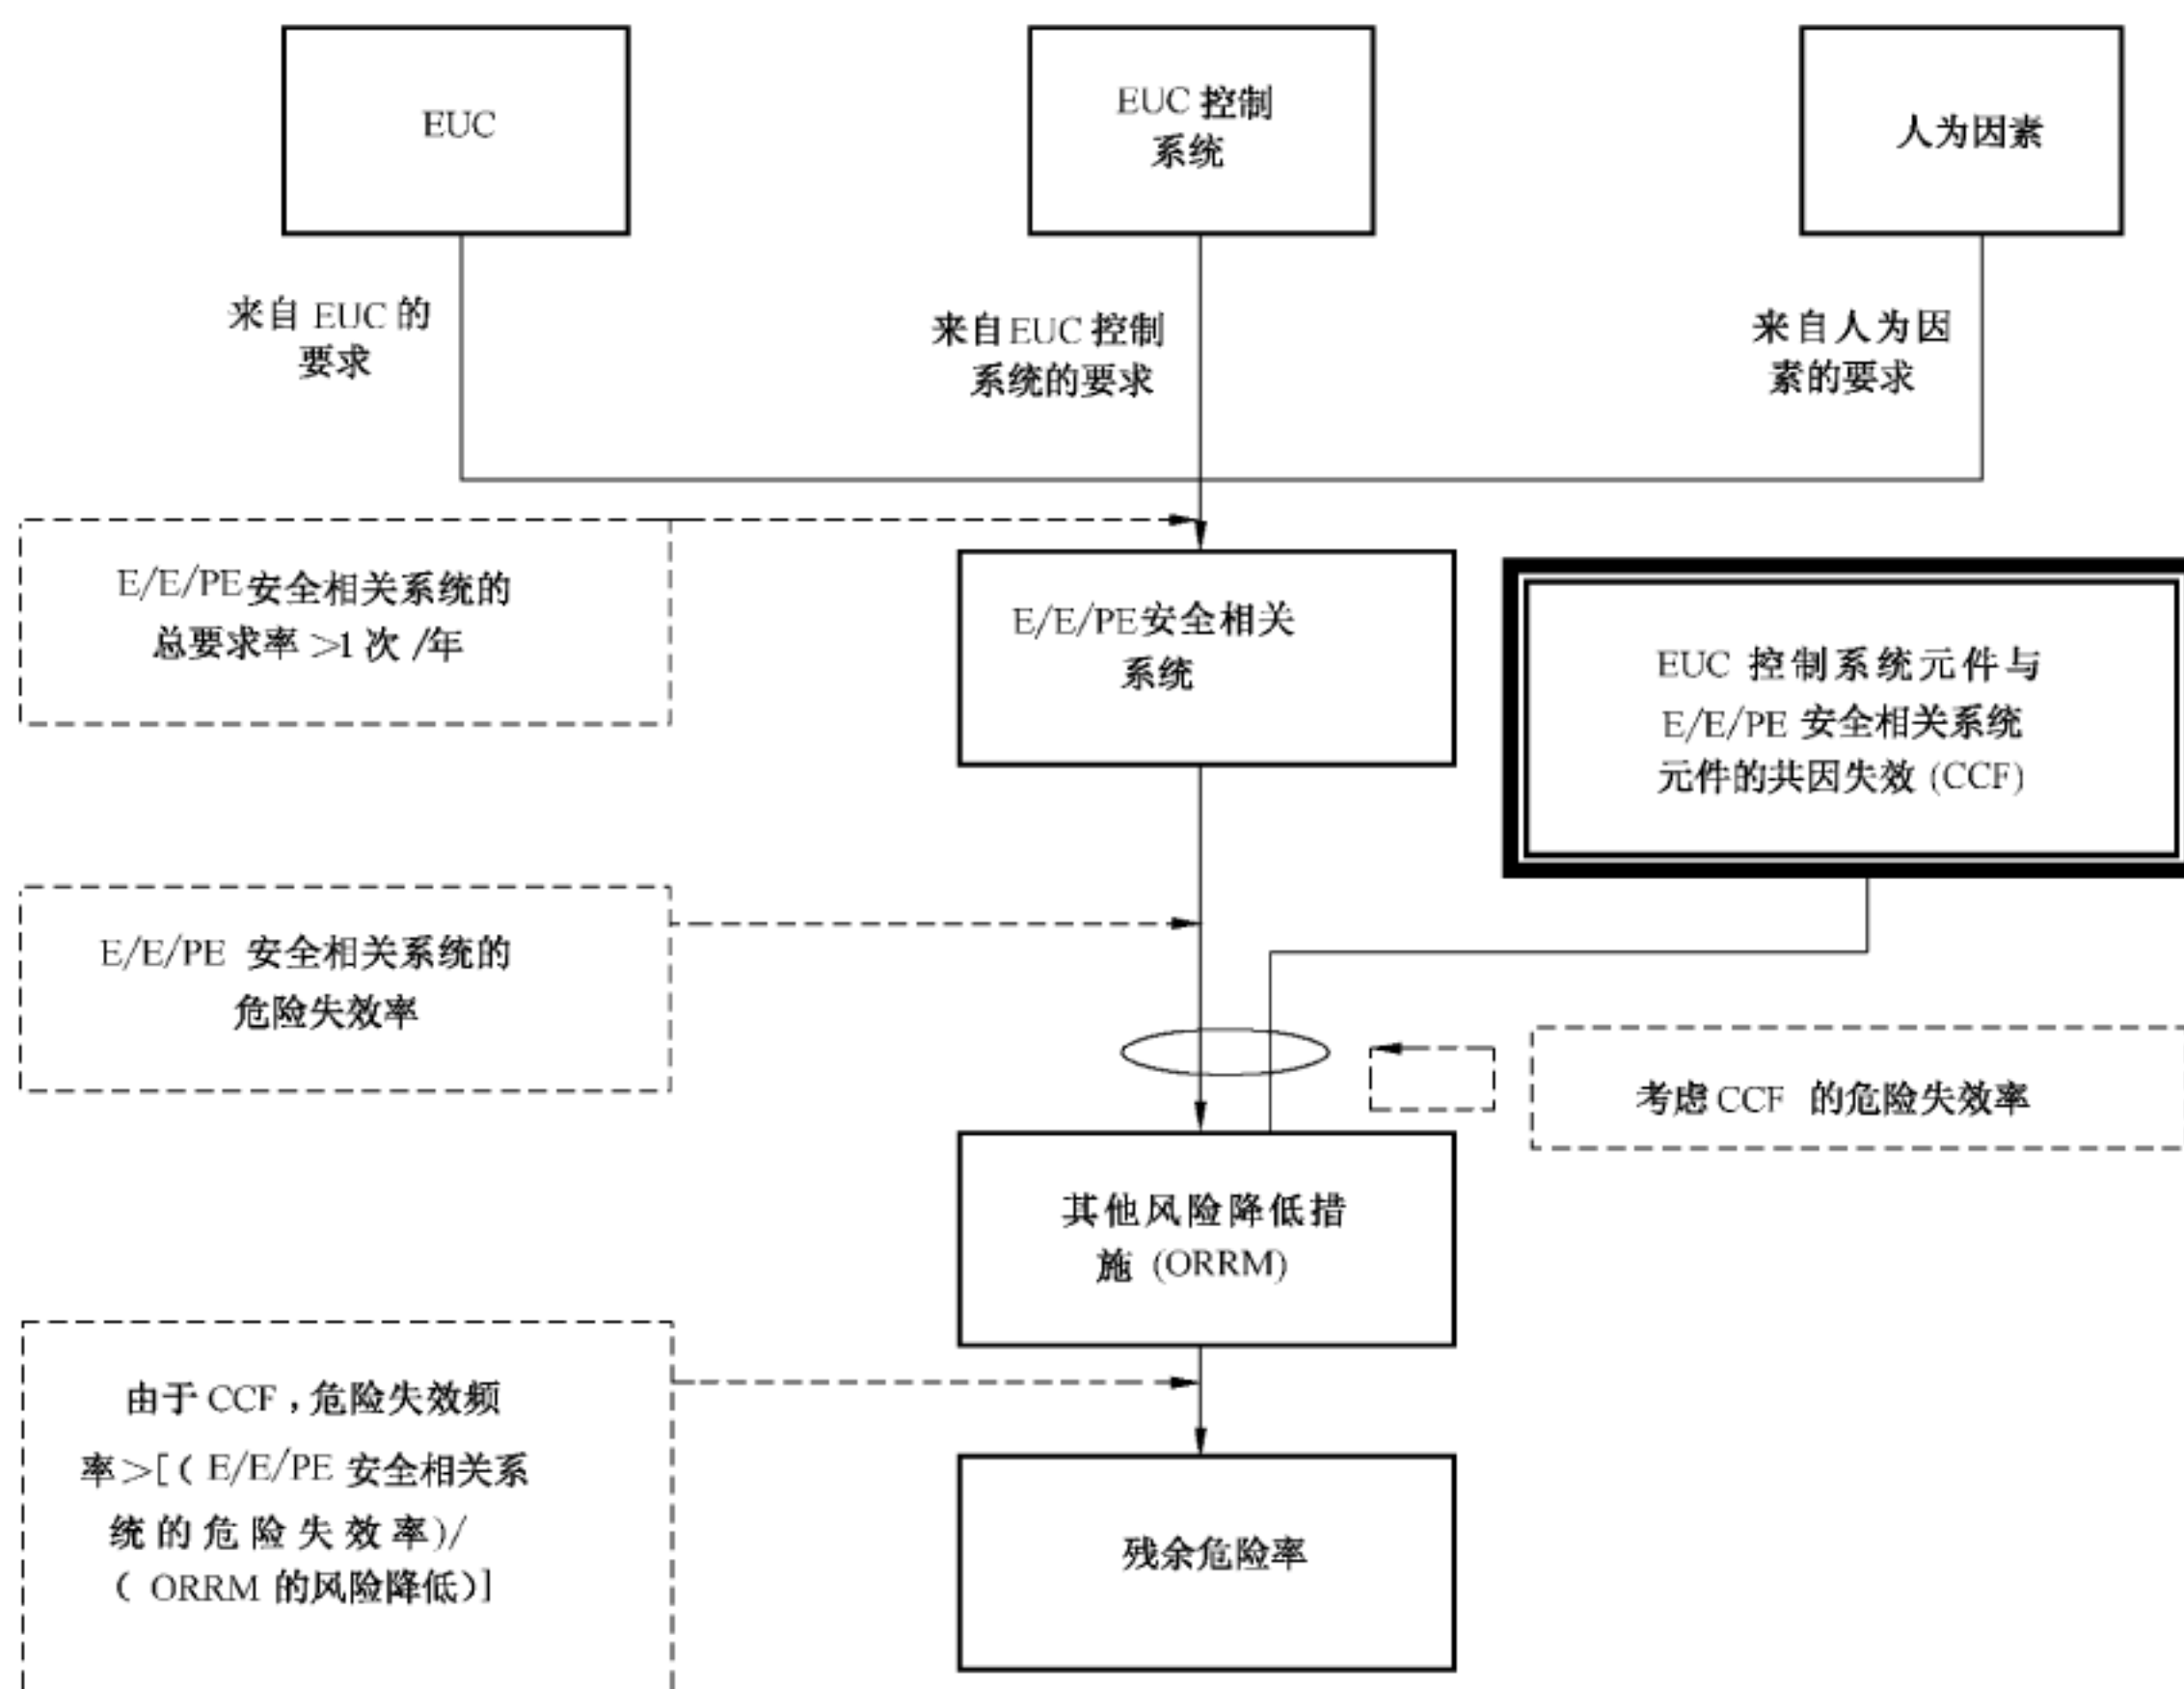 EUC
EUC 控制
系统
人为因素
来自 EUC 的
要求
来自EUC 控制
系统的要求
来自人为因
素的要求
E/E/PE安全相关系统的
总要求率 >1 次 /年
E/E/PE安全相关
系统
EUC 控制系统元件与
E/E/PE 安全相关系统
元件的共因失效 (CCF)
E/E/PE 安全相关系统的
危险失效率
考虑CCF 的危险失效率
其他风险降低措
施 (ORRM)
由于 CCF，危险失效频
率>[( E/E/PE 安全相关系
统的危险失效率)/
( ORRM 的风险降低)]
残余危险率